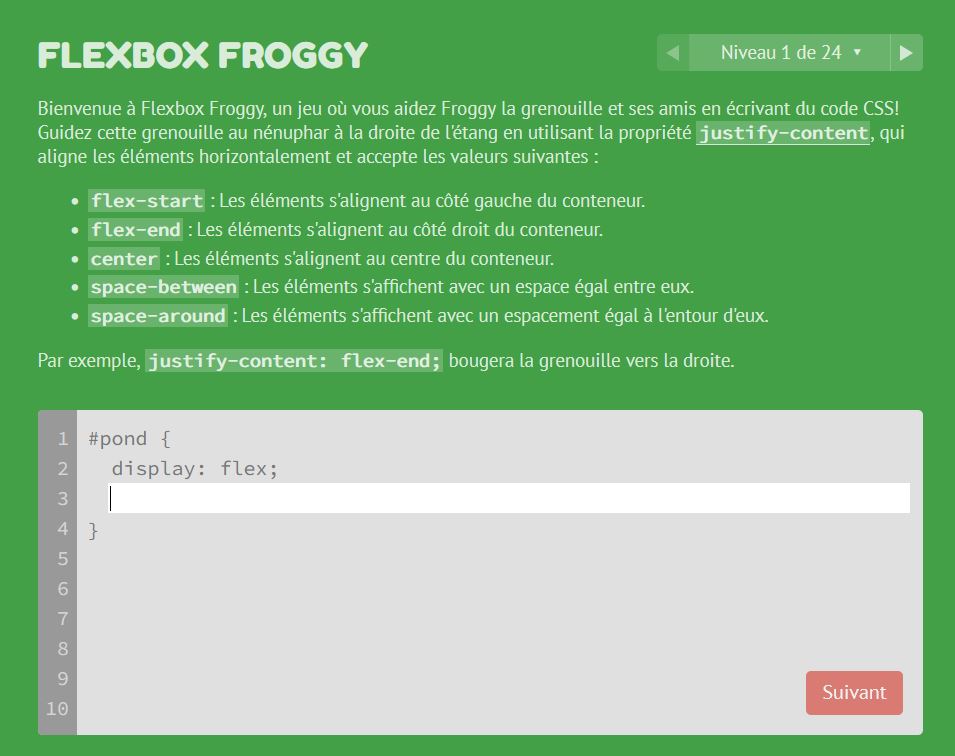 FLEXBOX FROGGY
Niveau 1 de 24
Bienvenue à Flexbox Froggy, un jeu où vous aidez Froggy la grenouille et ses amis en écrivant du code CSS!
Guidez cette grenouille au nénuphar à la droite de l'étang en utilisant la propriété justify-content, qui
aligne les éléments horizontalement et accepte les valeurs suivantes :
flex-start : Les éléments s'alignent au côté gauche du conteneur.
flex-end : Les éléments s'alignent au côté droit du conteneur.
center : Les éléments s'alignent au centre du conteneur.
space-between : Les éléments s'affichent avec un espace égal entre eux.
space-around : Les éléments s'affichent avec un espacement égal à l'entour d'eux.
Par exemple, justify-content: flex-end; bougera la grenouille vers la droite.
1 #pond {
2 display: flex;
3
4 }
5
6
7
8
9
10
Suivant